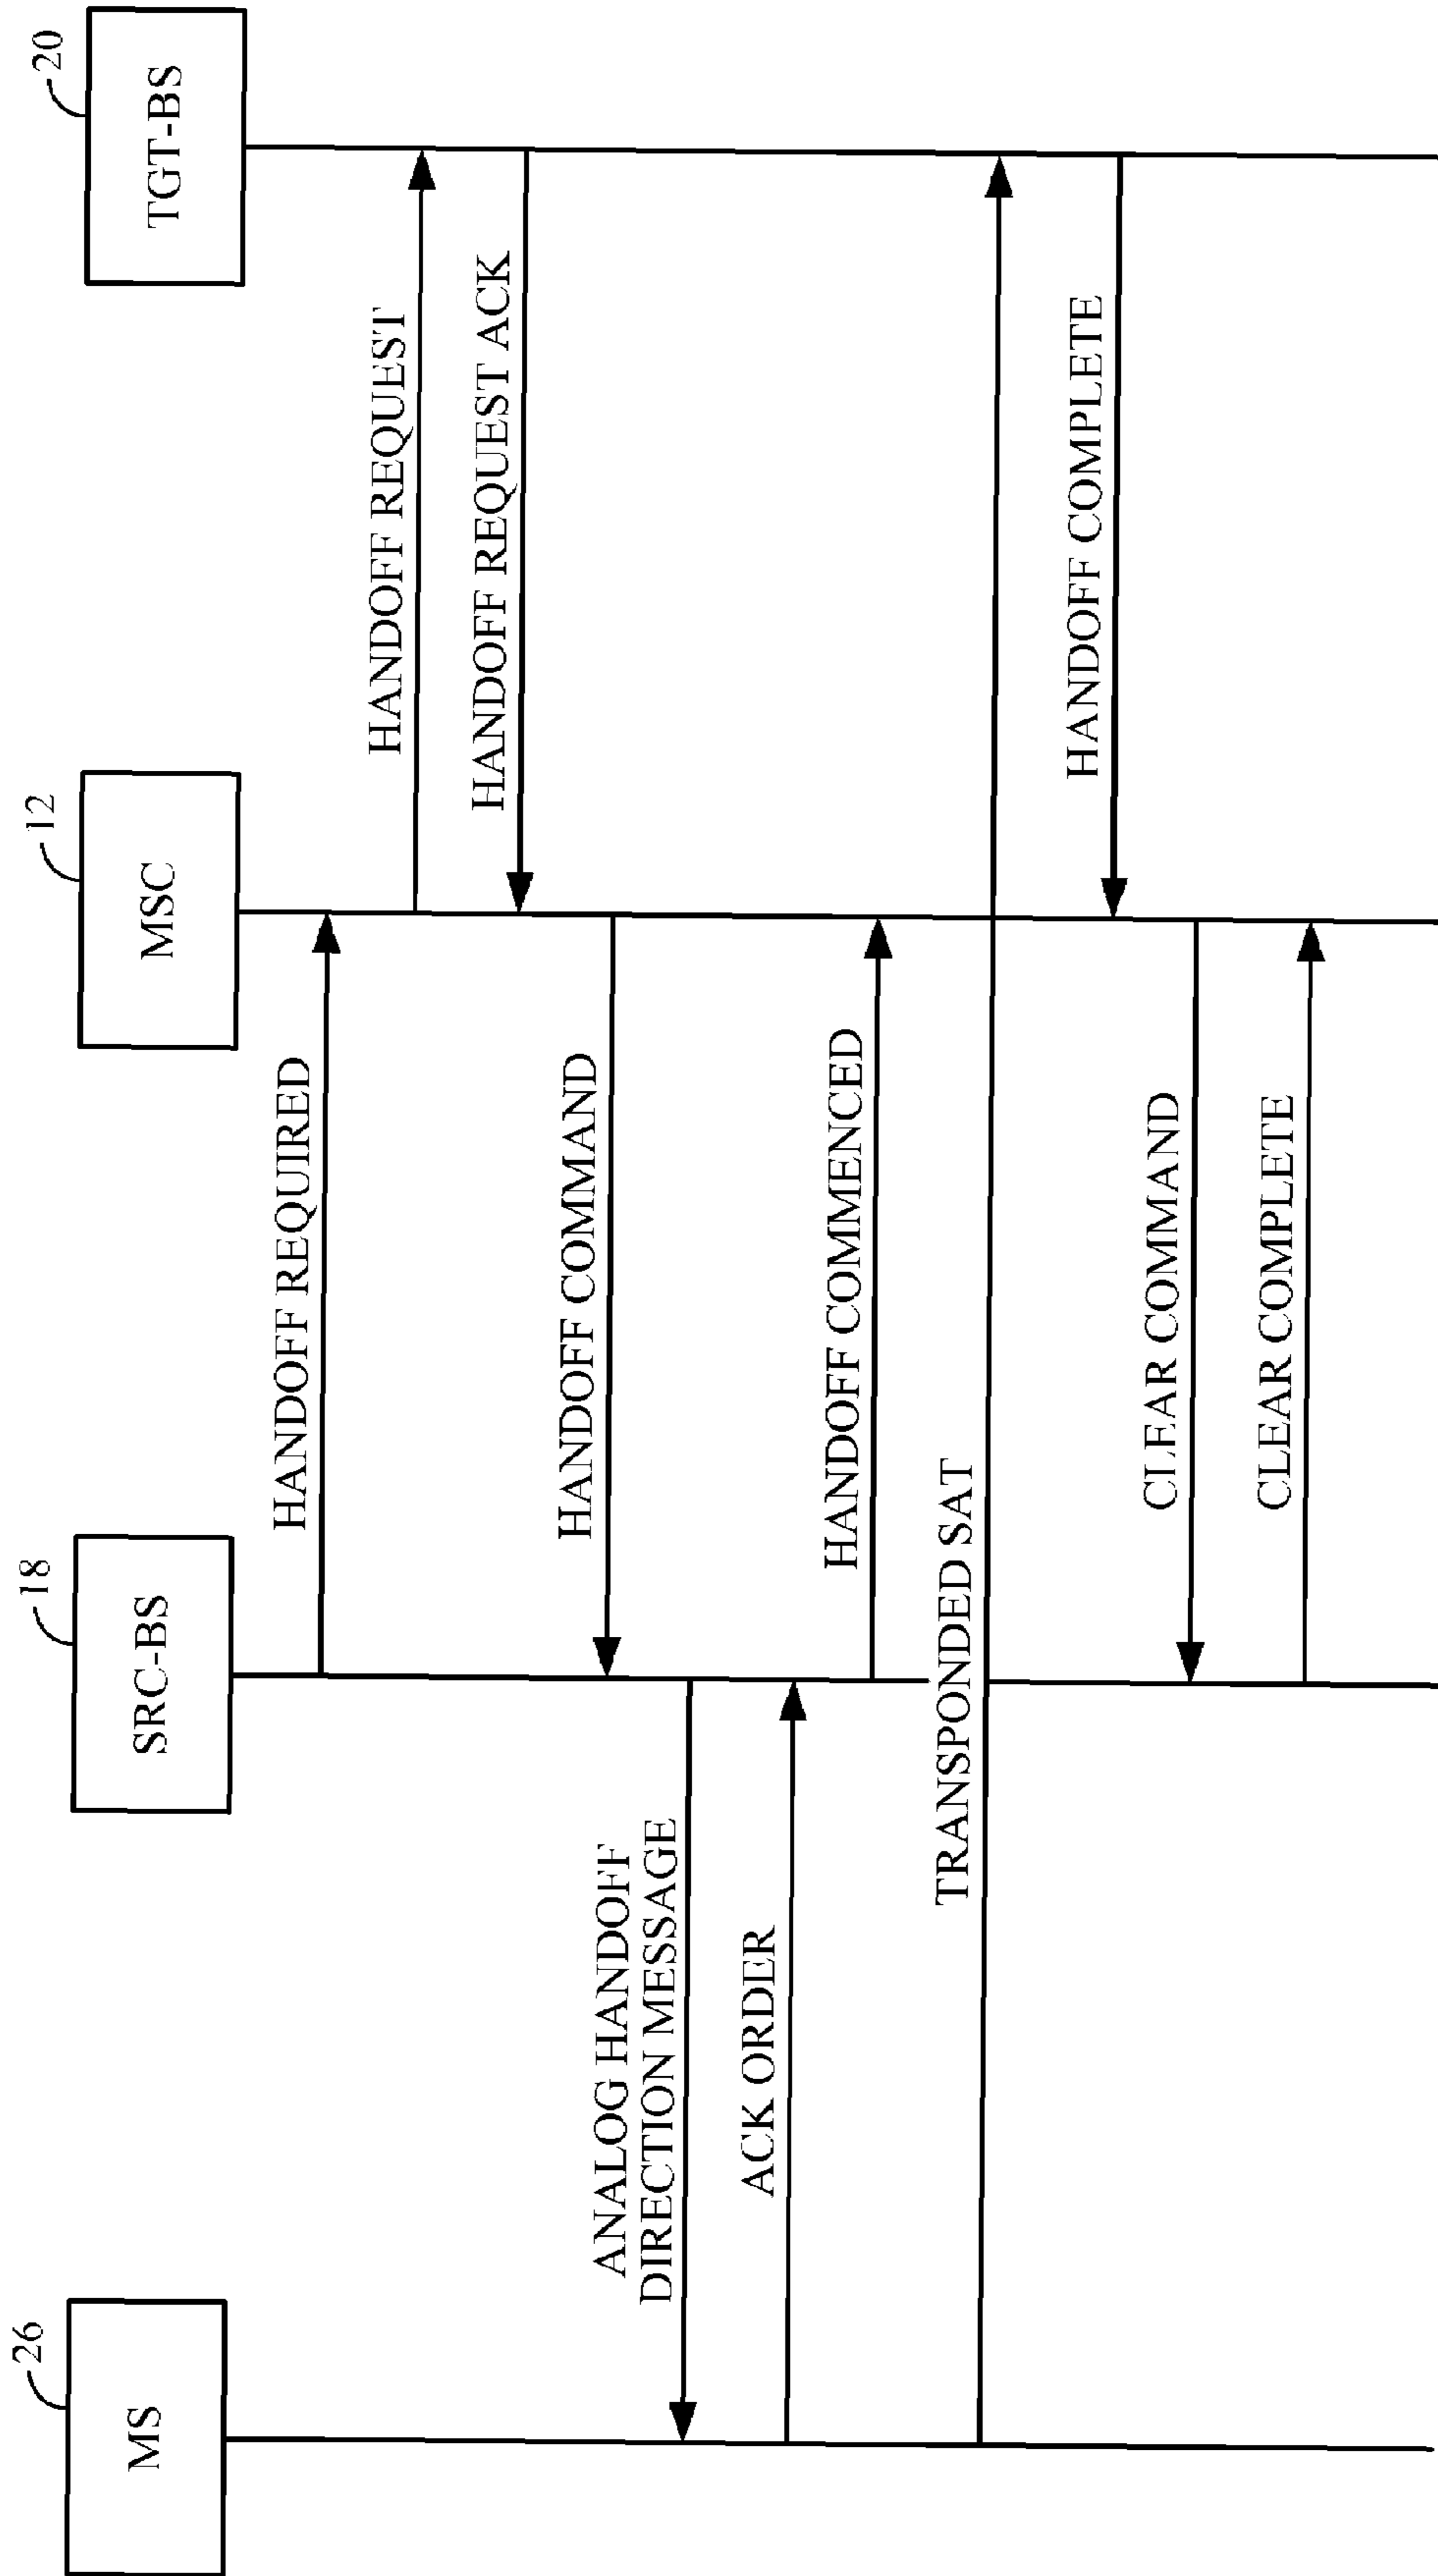 26
18
12
20
MS
SRC-BS
MSC
TGT-BS
HANDOFF REQUIRED
HANDOFF REQUEST
HANDOFF REQUEST ACK
HANDOFF COMMAND
ANALOG HANDOFF
DIRECTION MESSAGE
ACK ORDER
HANDOFF COMMENCED
TRANSPONDED SAT
HANDOFF COMPLETE
CLEAR COMMAND
CLEAR COMPLETE